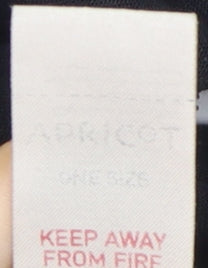 APRICOT
ONE SIZE
KEEP AWAY
FROM FIRE